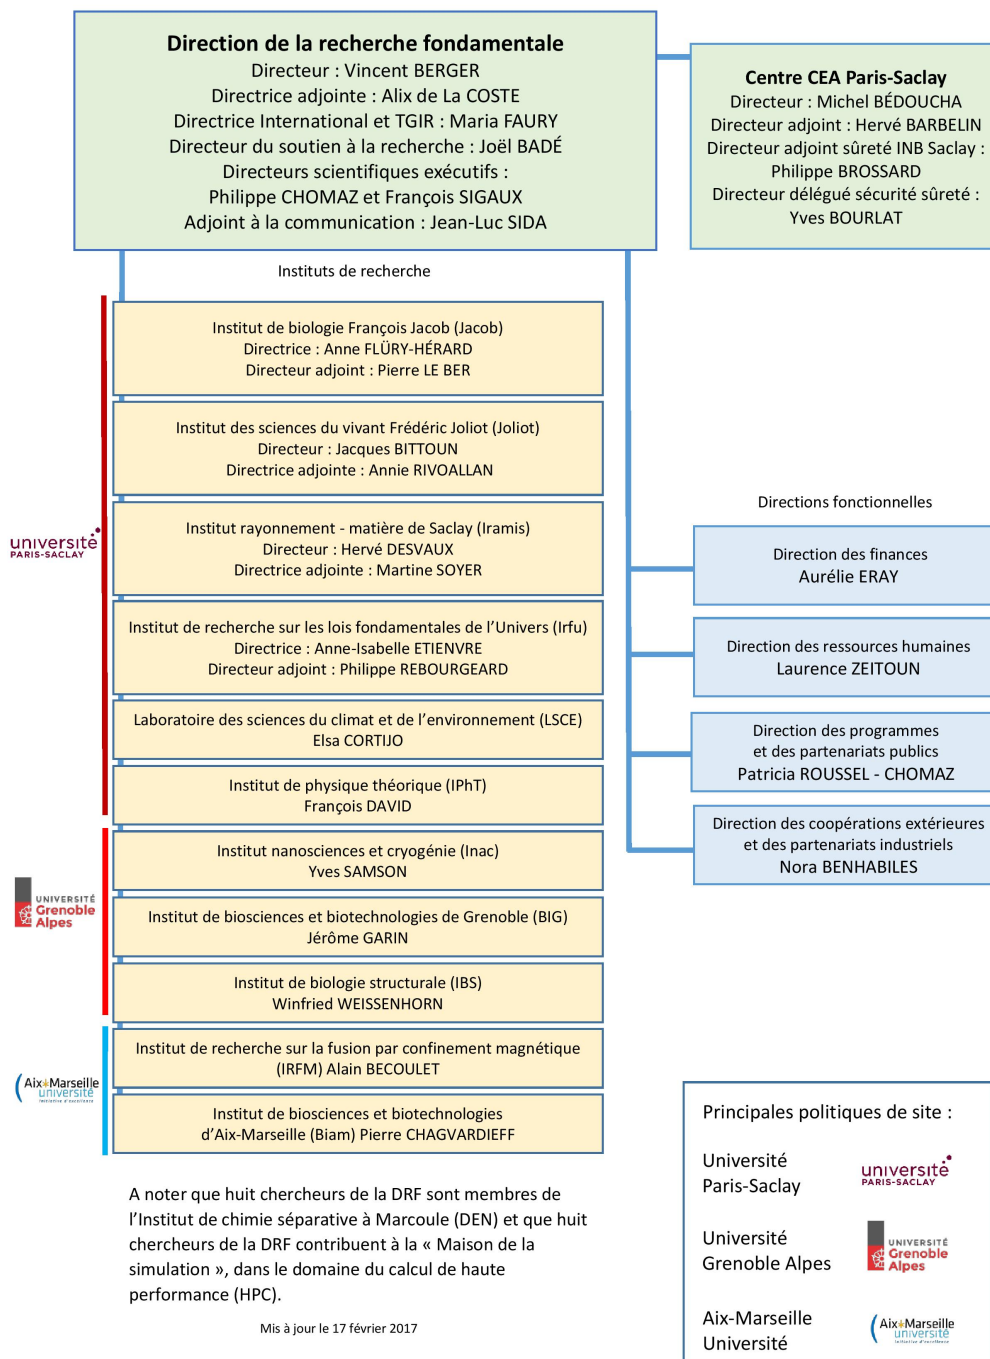 Direction de la recherche fondamentale
Directeur : Vincent BERGER
Directrice adjointe : Alix de La COSTE
Directrice International et TGIR : Maria FAURY
Directeur du soutien à la recherche : Joël BADÉ
Directeurs scientifiques exécutifs :
Philippe CHOMAZ et François SIGAUX
Adjoint à la communication : Jean-Luc SIDA
Centre CEA Paris-Saclay
Directeur : Michel BÉDOUCHA
Directeur adjoint : Hervé BARBELIN
Directeur adjoint sûreté INB Saclay :
Philippe BROSSARD
Directeur délégué sécurité sûreté :
Yves BOURLAT
Instituts de recherche
Institut de biologie François Jacob (Jacob)
Directrice : Anne FLÜRY-HÉRARD
Directeur adjoint : Pierre LE BER
Institut des sciences du vivant Frédéric Joliot (Joliot)
Directeur : Jacques BITTOUN
Directrice adjointe : Annie RIVOALLAN
Institut rayonnement - matière de Saclay (Iramis)
Directeur : Hervé DESVAUX
Directrice adjointe : Martine SOYER
université
PARIS-SACLAY
Institut de recherche sur les lois fondamentales de l'Univers (Irfu)
Directrice : Anne-Isabelle ETIENVRE
Directeur adjoint : Philippe REBOURGEARD
Laboratoire des sciences du climat et de l'environnement (LSCE)
Elsa CORTIJO
Institut de physique théorique (IPhT)
François DAVID
Institut nanosciences et cryogénie (Inac)
Yves SAMSON
UNIVERSITÉ
Grenoble
Alpes
Institut de biosciences et biotechnologies de Grenoble (BIG)
Jérôme GARIN
Institut de biologie structurale (IBS)
Winfried WEISSENHORN
Institut de recherche sur la fusion par confinement magnétique
(IRFM) Alain BECOULET
Aix*Marseille
université
initiative d'excellence
Institut de biosciences et biotechnologies
d'Aix-Marseille (Biam) Pierre CHAGVARDIEFF
Directions fonctionnelles
Direction des finances
Aurélie ERAY
Direction des ressources humaines
Laurence ZEITOUN
Direction des programmes
et des partenariats publics
Patricia ROUSSEL - CHOMAZ
Direction des coopérations extérieures
et des partenariats industriels
Nora BENHABILES
A noter que huit chercheurs de la DRF sont membres de
l'Institut de chimie séparative à Marcoule (DEN) et que huit
chercheurs de la DRF contribuent à la « Maison de la
simulation », dans le domaine du calcul de haute
performance (HPC).
Mis à jour le 17 février 2017
Principales politiques de site :
Université
Paris-Saclay
université
PARIS-SACLAY
Université
Grenoble Alpes
UNIVERSITÉ
Grenoble
Alpes
Aix-Marseille
Université
Aix*Marseille
université
initiative d'excellence